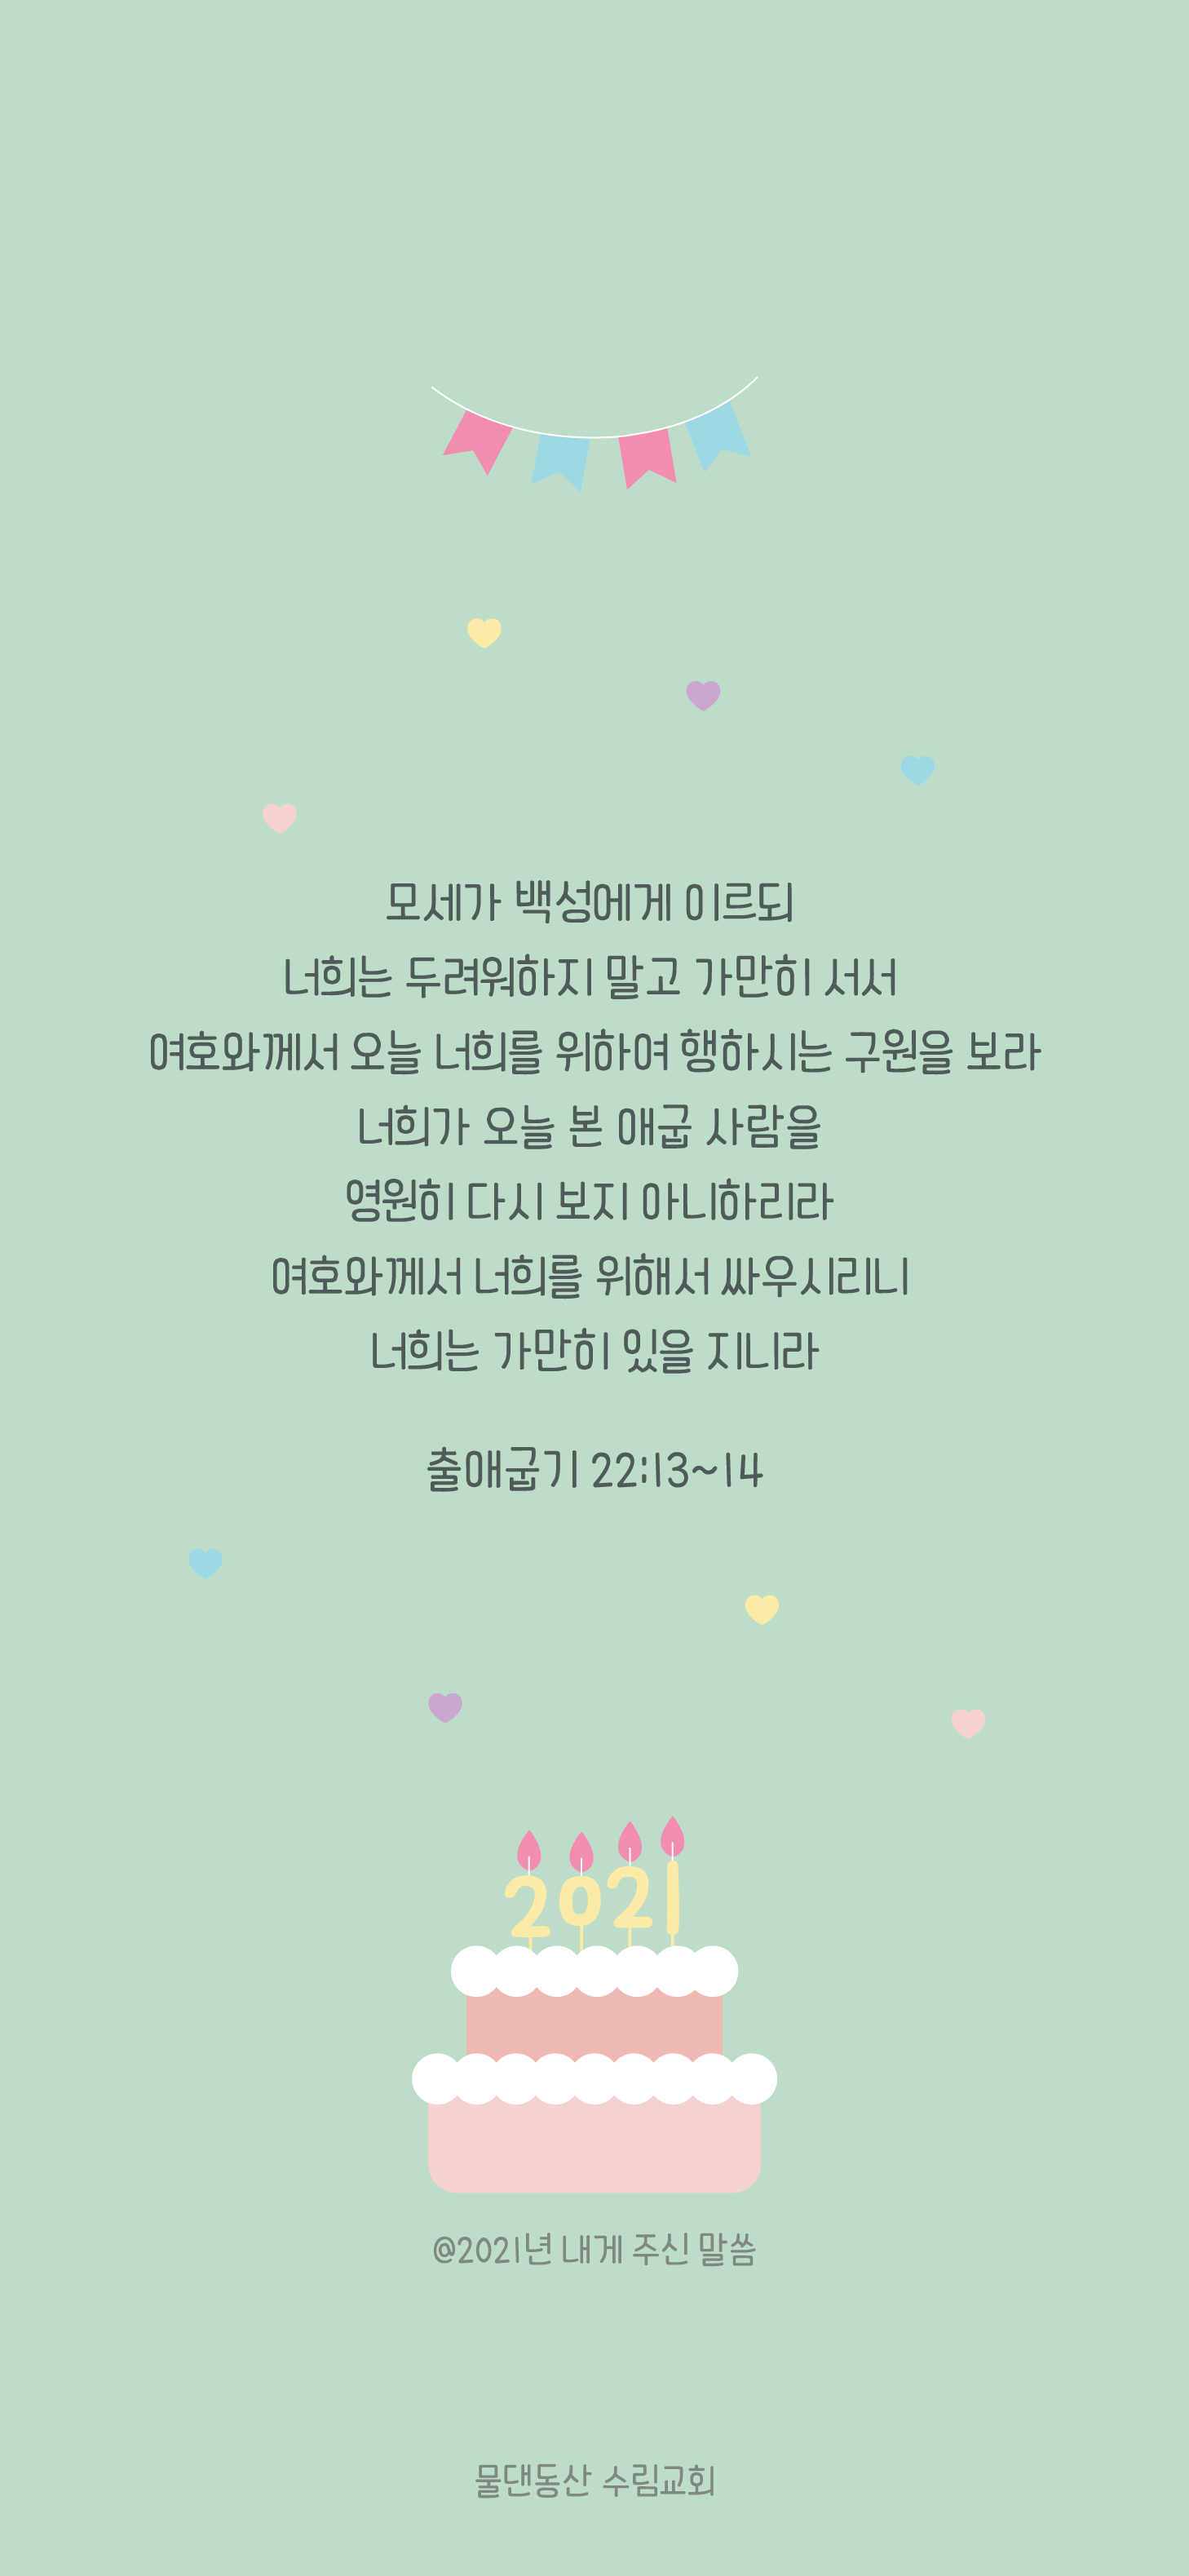 모세가 백성에게 이르되
너희는 두려워하지 말고 가만히 서서
여호와께서 오늘 너희를 위하여 행하시는 구원을 보라
너희가 오늘 본 애굽 사람을
영원히 다시 보지 아니하리라
여호와께서 너희를 위해서 싸우시리니
너희는 가만히 있을 지니라
출애굽기 22:13~14
2021
@2021년 내게 주신 말씀
물댄동산 수림교회